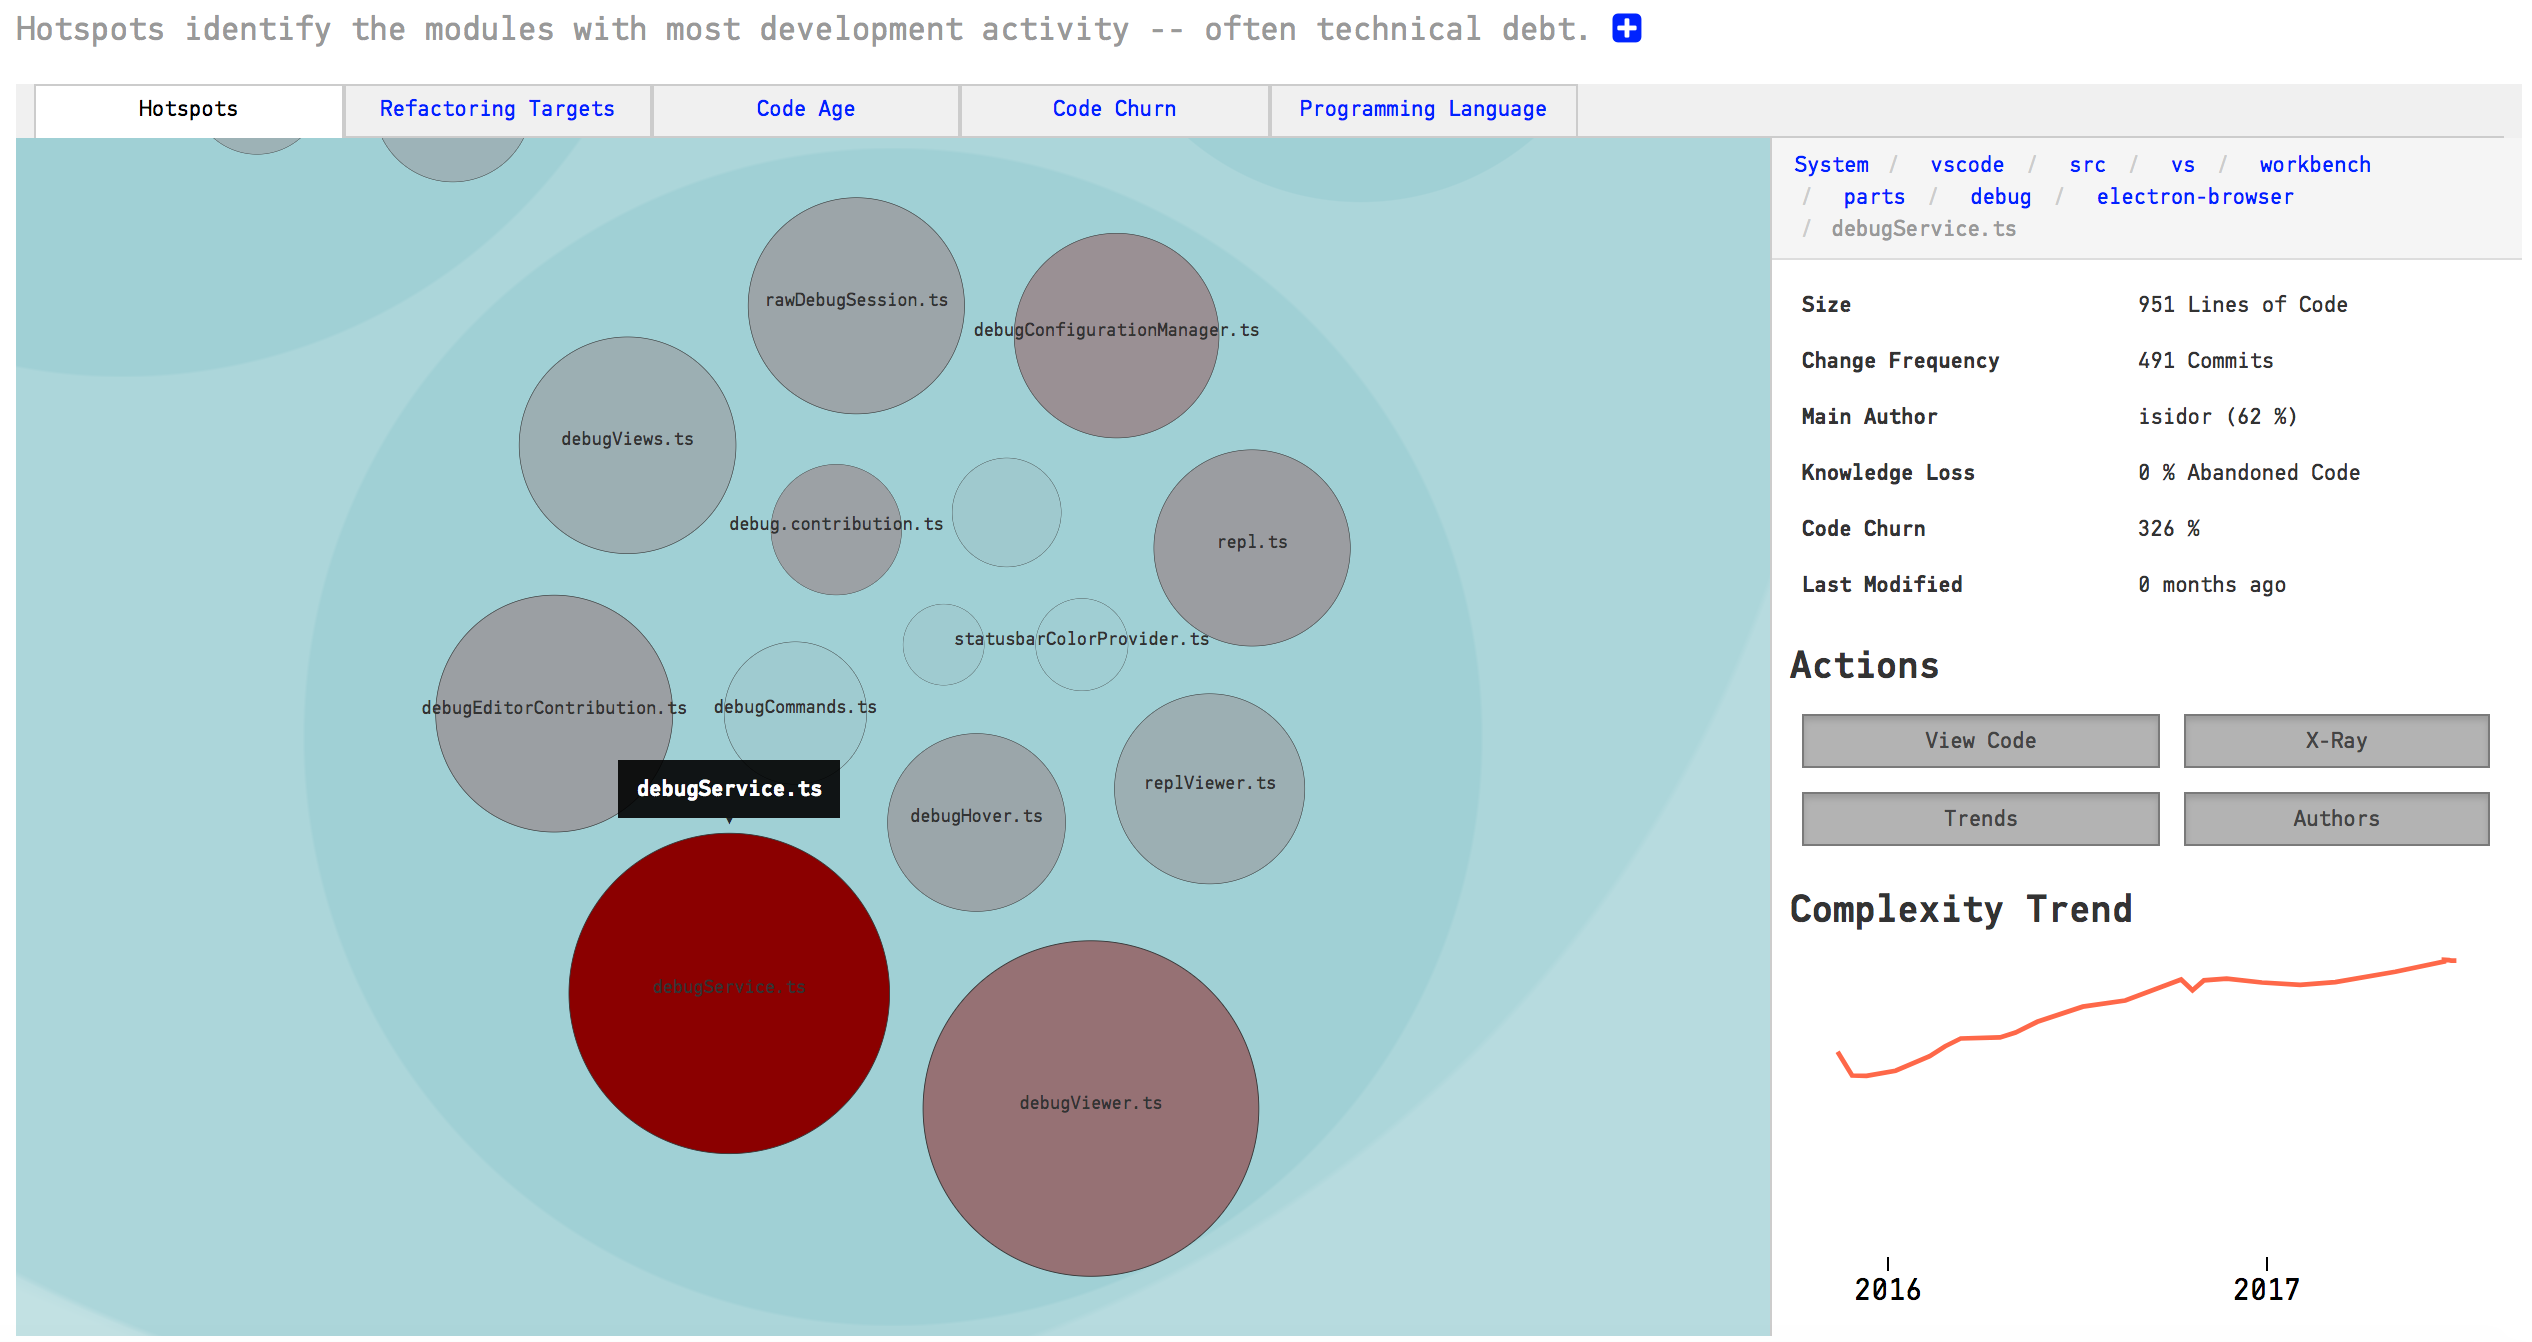 Hotspots identify the modules with most development activity -- often technical debt.
Hotspots
Refactoring Targets
Code Age
Code Churn
Programming Language
rawDebugSession.ts
debugConfigurationManager.ts
debugViews.ts
debug.contribution.ts
repl.ts
statusbarColorProvider.ts
debugEditorContribution.ts
debugCommands.ts
debugService.ts
replViewer.ts
debugHover.ts
debugService.ts
debugViewer.ts
System / vscode / src / vs / workbench
/ parts / debug / electron-browser
/ debugService.ts
Size 951 Lines of Code
Change Frequency 491 Commits
Main Author isidor (62 %)
Knowledge Loss 0 % Abandoned Code
Code Churn 326 %
Last Modified 0 months ago
Actions
View Code
X-Ray
Trends
Authors
Complexity Trend
2016
2017